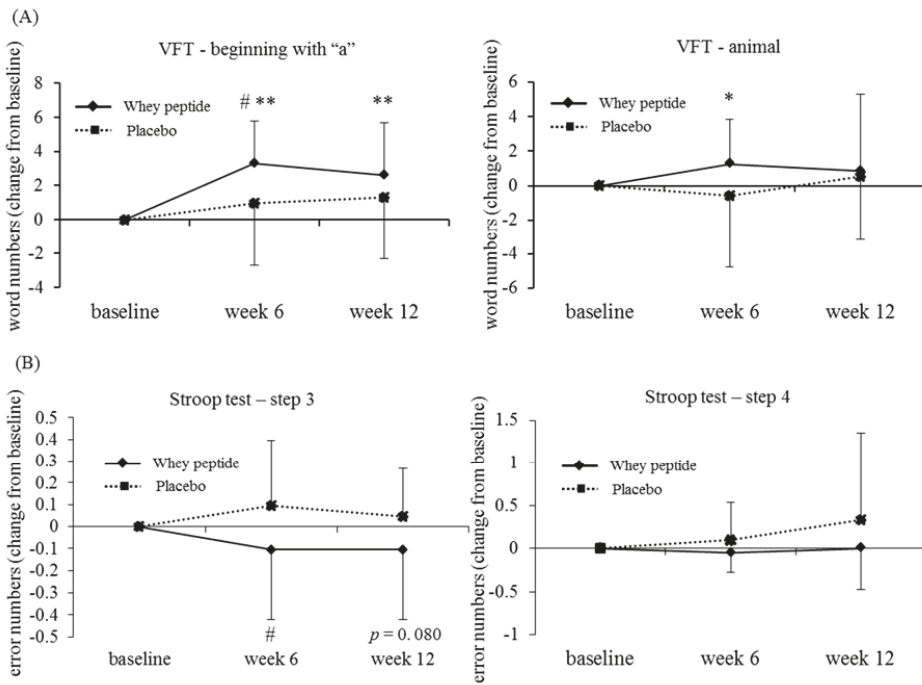 (A)
VFT - beginning with “a”
word numbers (change from baseline)
8
6
4
2
0
-2
-4
Whey peptide
Placebo
# **
**
baseline week 6 week 12
VFT - animal
word numbers (change from baseline)
6
4
2
0
-2
-4
-6
Whey peptide
Placebo
*
baseline week 6 week 12
(B)
Stroop test – step 3
error numbers (change from baseline)
0.5
0.4
0.3
0.2
0.1
0
-0.1
-0.2
-0.3
-0.4
-0.5
Whey peptide
Placebo
#
p = 0. 080
baseline week 6 week 12
Stroop test – step 4
error numbers (change from baseline)
1.5
1
0.5
0
-0.5
-1
Whey peptide
Placebo
baseline week 6 week 12